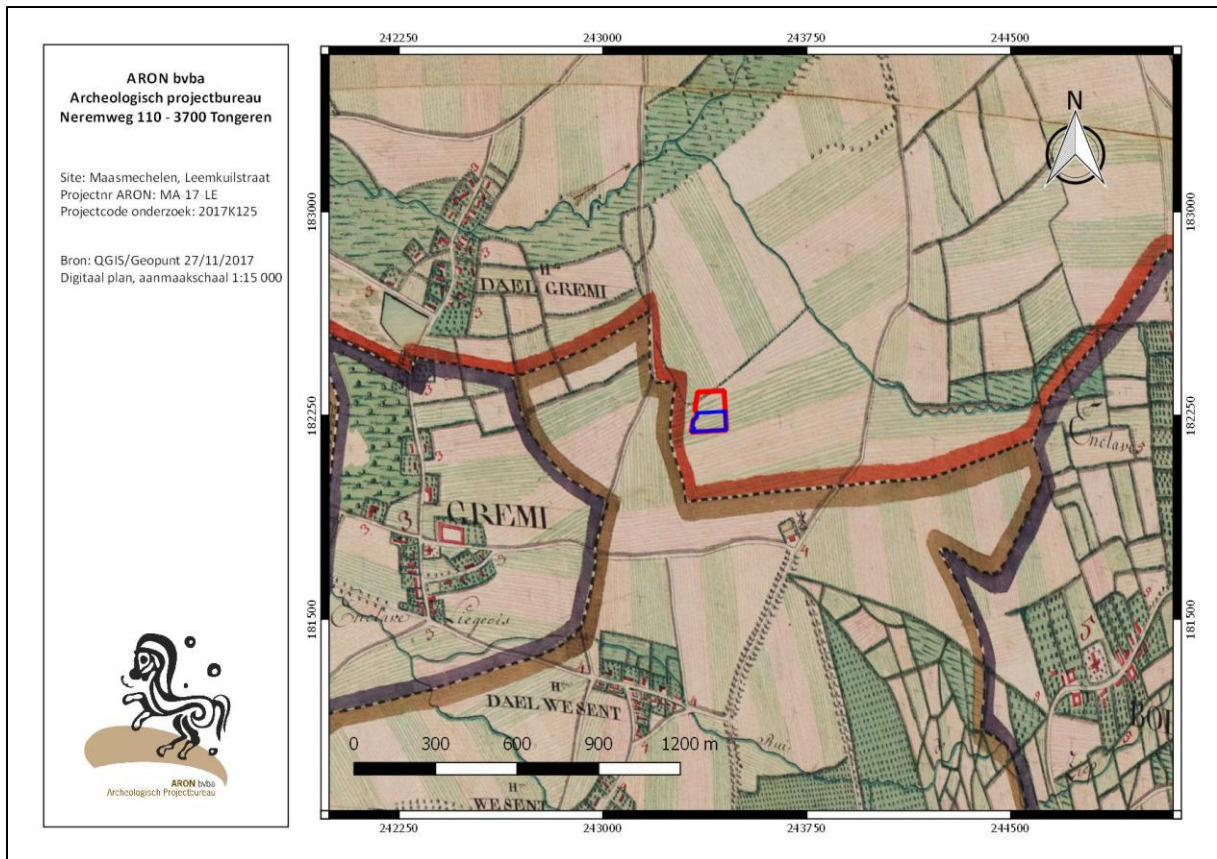 ARON bvba
Archeologisch projectbureau
Neremweg 110 - 3700 Tongeren
Site: Maasmechelen, Leemkuilstraat
Projectnr ARON: MA-17-LE
Projectcode onderzoek: 2017K125
Bron: QGIS/Geopunt 27/11/2017
Digitaal plan, aanmaakschaal 1:15 000
ARON bvba
Archeologisch Projectbureau
242250 243000 243750 244500
183000
182250
181500
N
DAEL GREMI
GREMI
Enclave Liegeois
Enclaves
DAEL WESENT
WESENT
BOR
0 300 600 900 1200 m
183000
182250
181500
242250 243000 243750 244500